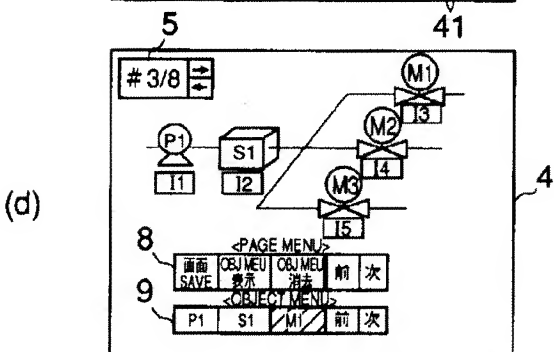 41
5
# 3/8
M1
I3
P1
S1
M2
I1
I2
I4
M3
I5
4
(d)
8
<PAGE MENU>
画面 SAVE OBJ MEU 表示 OBJ MEU 消去 前 次
9
<OBJECT MENU>
P1 S1 M1 前 次